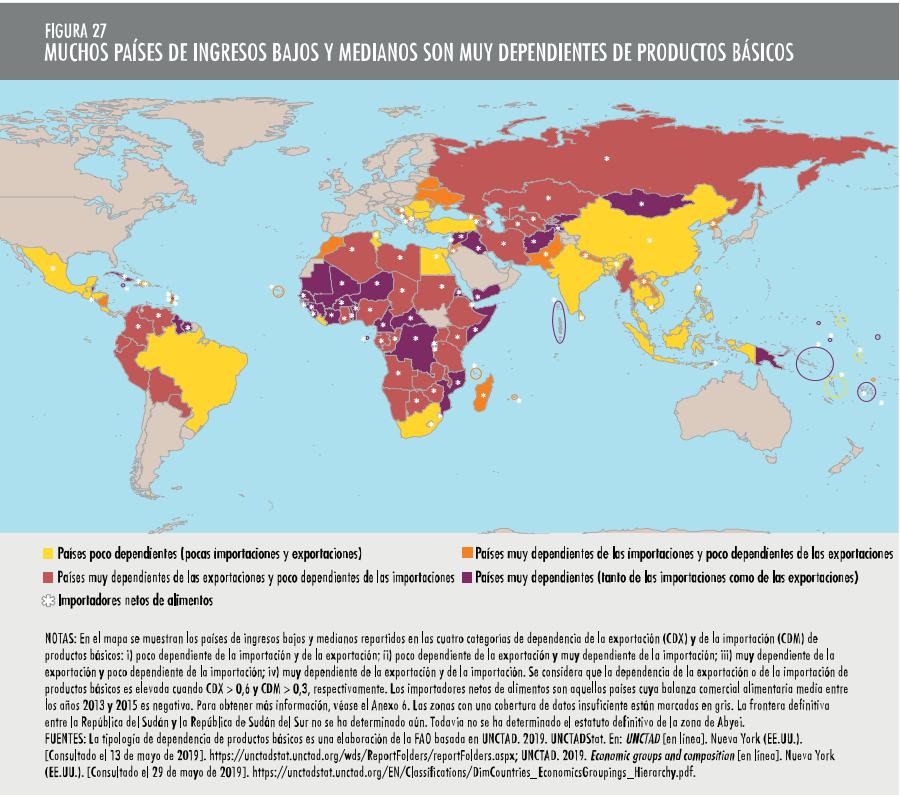 FIGURA 27
MUCHOS PAÍSES DE INGRESOS BAJOS Y MEDIANOS SON MUY DEPENDIENTES DE PRODUCTOS BÁSICOS
Países poco dependientes (pocas importaciones y exportaciones)
Países muy dependientes de las importaciones y poco dependientes de las exportaciones
Países muy dependientes de las exportaciones y poco dependientes de las importaciones
Países muy dependientes (tanto de las importaciones como de las exportaciones)
Importadores netos de alimentos
NOTAS: En el mapa se muestran los países de ingresos bajos y medianos repartidos en las cuatro categorías de dependencia de la exportación (CDX) y de la importación (CDM) de
productos básicos: i) poco dependiente de la importación y de la exportación; ii) poco dependiente de la exportación y muy dependiente de la importación; iii) muy dependiente de la
exportación y poco dependiente de la importación; iv) muy dependiente de la exportación y de la importación. Se considera que la dependencia de la exportación o de la importación de
productos básicos es elevada cuando CDX > 0,6 y CDM > 0,3, respectivamente. Los importadores netos de alimentos son aquellos países cuya balanza comercial alimentaria media entre
los años 2013 y 2015 es negativa. Para obtener más información, véase el Anexo 6. Las zonas con una cobertura de datos insuficiente están marcadas en gris. La frontera definitiva
entre la República del Sudán y la República de Sudán del Sur no se ha determinado aún. Todavía no se ha determinado el estatuto definitivo de la zona de Abyei.
FUENTES: La tipología de dependencia de productos básicos es una elaboración de la FAO basada en UNCTAD. 2019. UNCTADStat. En: UNCTAD [en línea]. Nueva York (EE.UU.).
[Consultado el 13 de mayo de 2019]. https://unctadstat.unctad.org/wds/ReportFolders/reportFolders.aspx; UNCTAD. 2019. Economic groups and composition [en línea]. Nueva York
(EE.UU.). [Consultado el 29 de mayo de 2019]. https://unctadstat.unctad.org/EN/Classifications/DimCountries_EconomicsGroupings_Hierarchy.pdf.